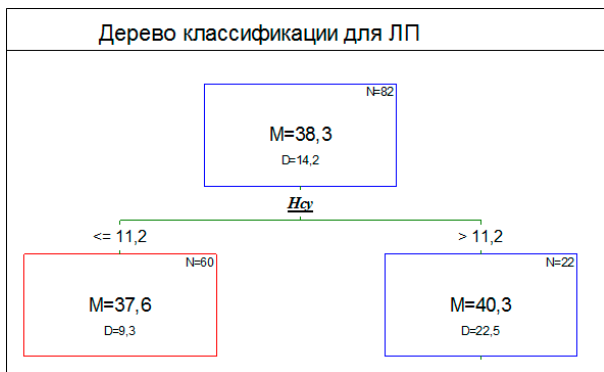 Дерево классификации для ЛП
N=82
M=38,3
D=14,2
Hcy
<= 11,2
> 11,2
N=60
M=37,6
D=9,3
N=22
M=40,3
D=22,5